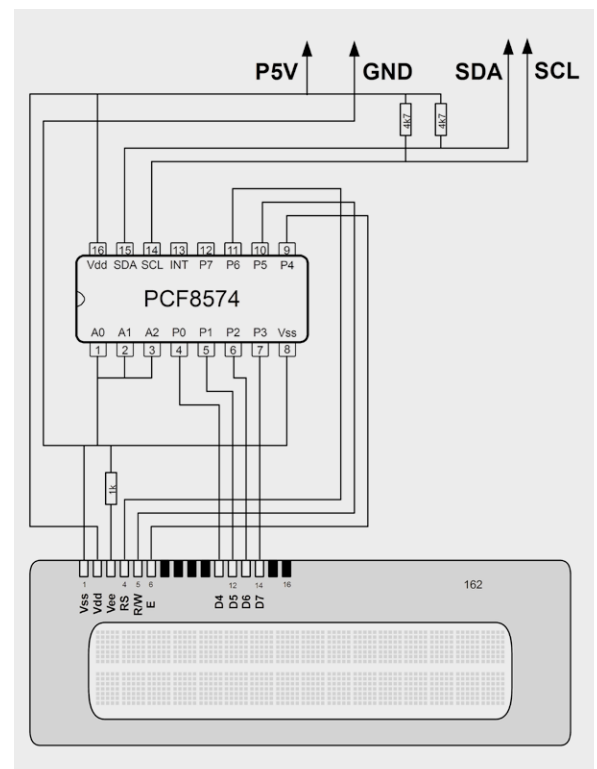 P5V GND SDA SCL
4k7 4k7
16 15 14 13 12 11 10 9
Vdd SDA SCL INT P7 P6 P5 P4
PCF8574
A0 A1 A2 P0 P1 P2 P3 Vss
1 2 3 4 5 6 7 8
1k
1 4 5 6 12 14 16
162
Vss Vdd Vee RS R/W E D4 D5 D6 D7